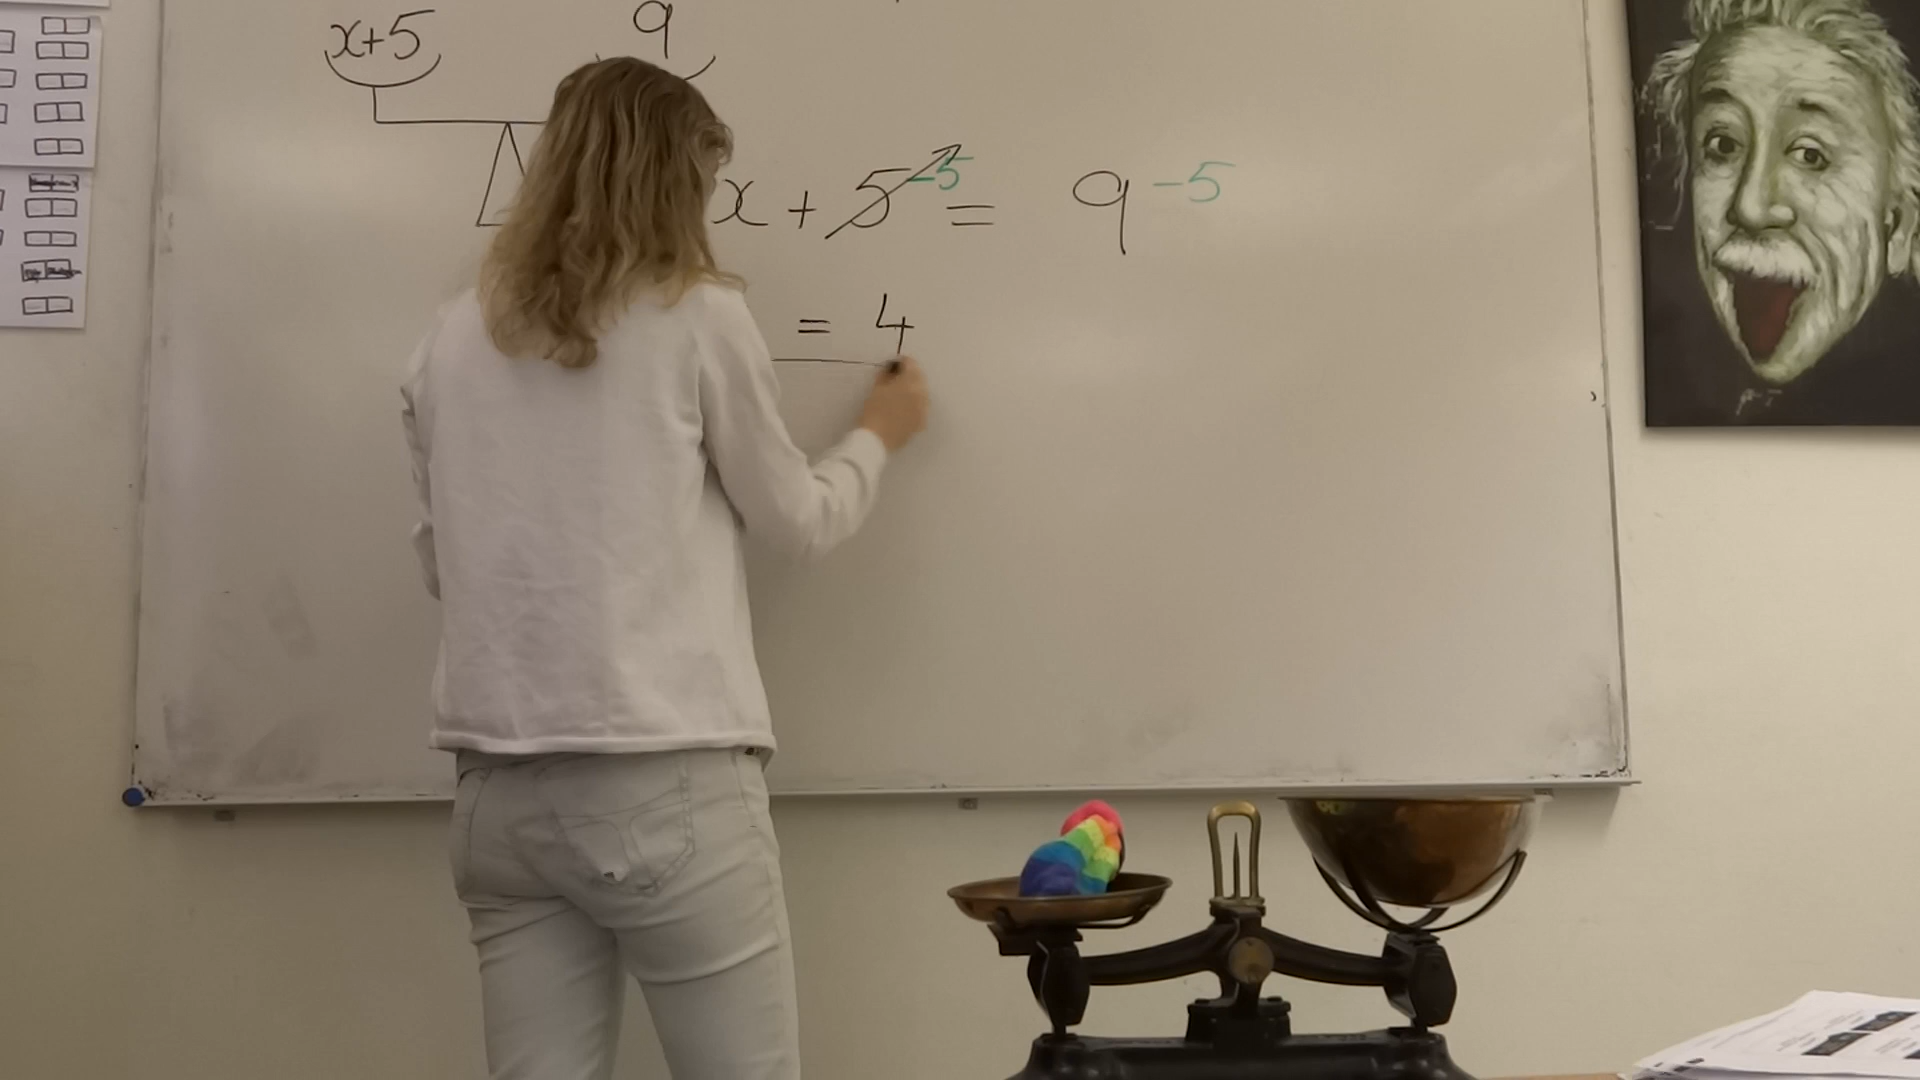 x+5
9
x + 5 -5 = 9 -5
= 4